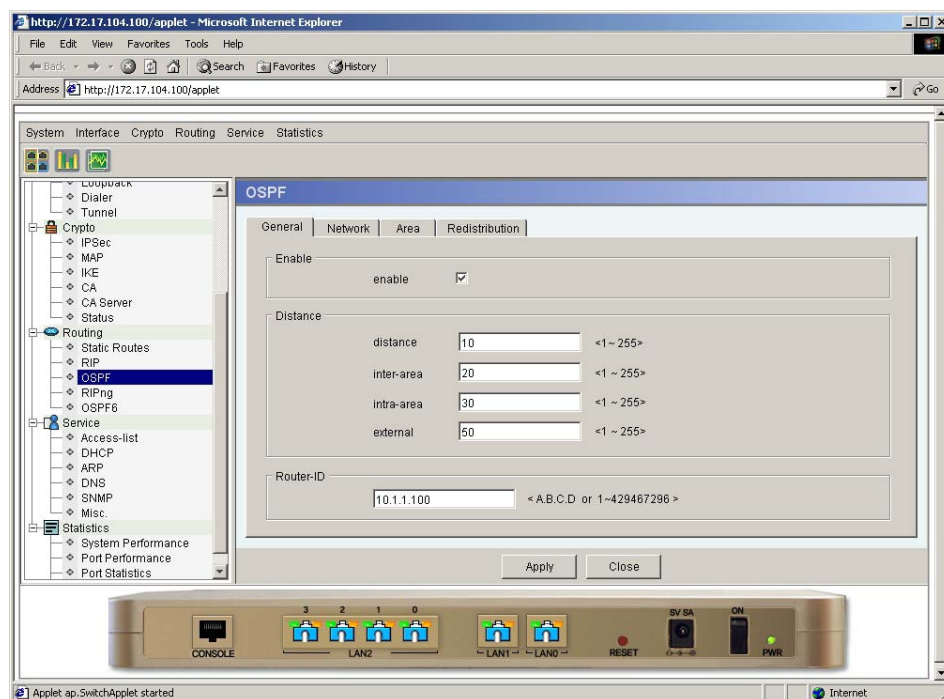 http://172.17.104.100/applet - Microsoft Internet Explorer
File Edit View Favorites Tools Help
Back Search Favorites History
Address http://172.17.104.100/applet Go
System Interface Crypto Routing Service Statistics
Loopback
Dialer
Tunnel
Crypto
IPSec
MAP
IKE
CA
CA Server
Status
Routing
Static Routes
RIP
OSPF
RIPng
OSPF6
Service
Access-list
DHCP
ARP
DNS
SNMP
Misc.
Statistics
System Performance
Port Performance
Port Statistics
OSPF
General Network Area Redistribution
Enable
enable
Distance
distance 10 <1 ~ 255>
inter-area 20 <1 ~ 255>
intra-area 30 <1 ~ 255>
external 50 <1 ~ 255>
Router-ID
10.1.1.100 < A.B.C.D or 1~429467296 >
Apply Close
3 2 1 0 5V 5A ON
CONSOLE LAN2 LAN1 LAN0 RESET PWR
Applet ap.SwitchApplet started Internet